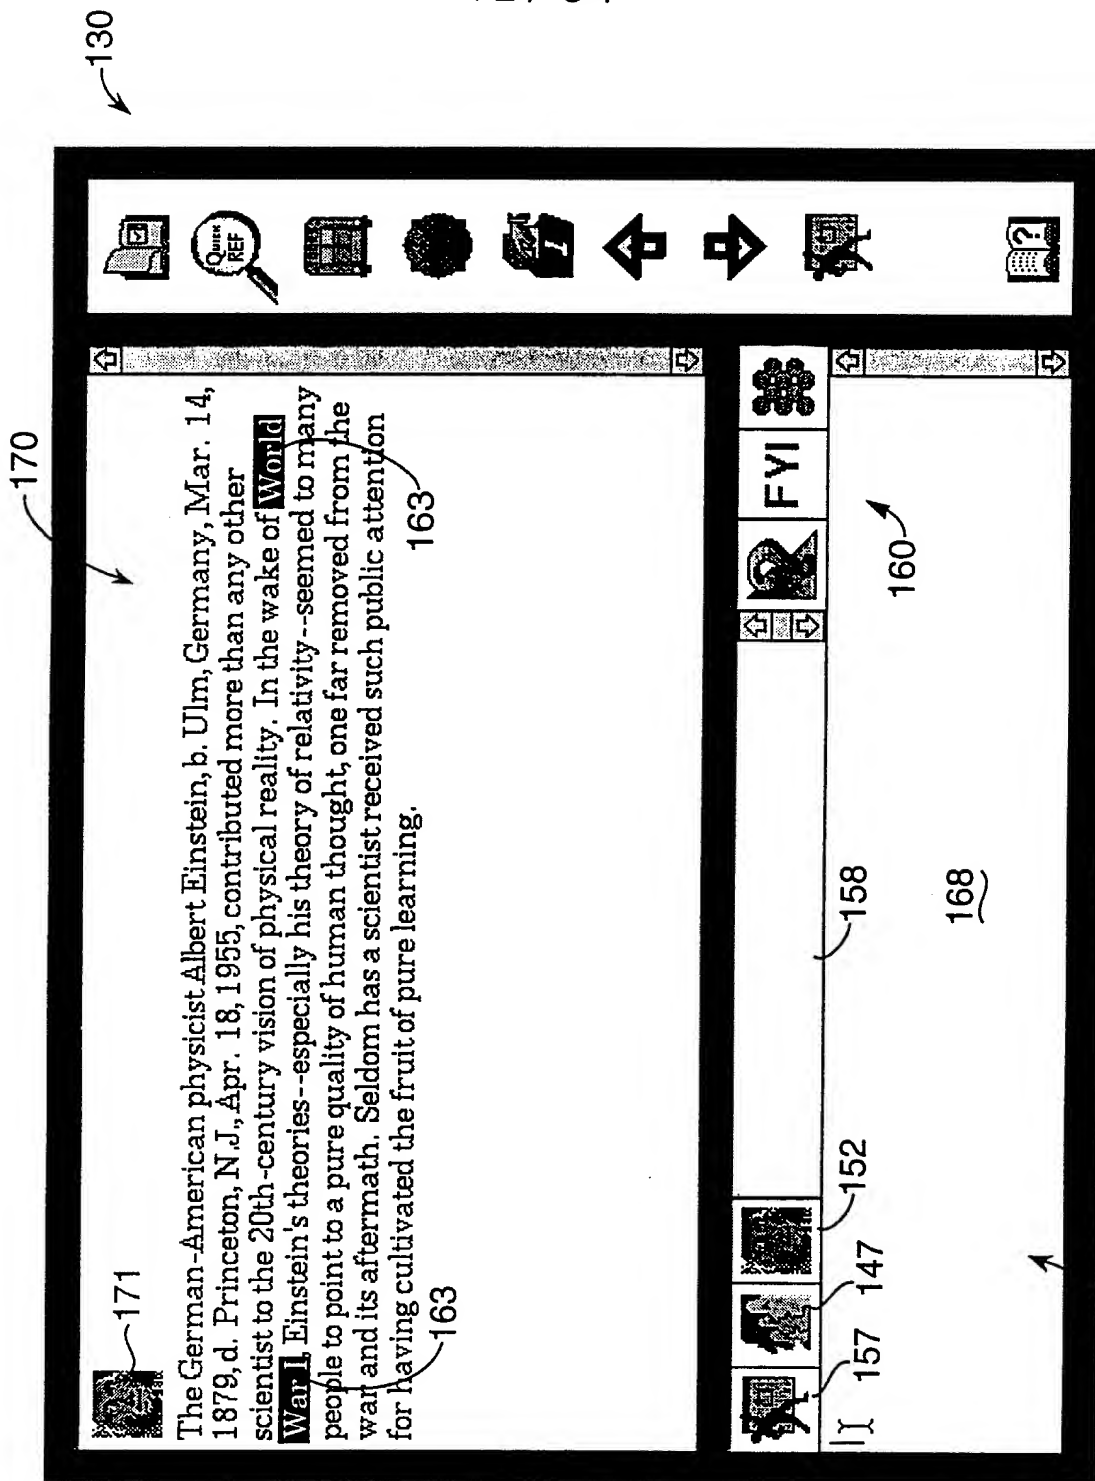 130
170
QUICK
REF
?
171
The German-American physicist Albert Einstein, b. Ulm, Germany, Mar. 14,
1879, d. Princeton, N.J., Apr. 18, 1955, contributed more than any other
scientist to the 20th-century vision of physical reality. In the wake of World
War I, Einstein's theories--especially his theory of relativity--seemed to many
people to point to a pure quality of human thought, one far removed from the
war and its aftermath. Seldom has a scientist received such public attention
for having cultivated the fruit of pure learning.
163
163
FYI
157
147
152
158
160
168